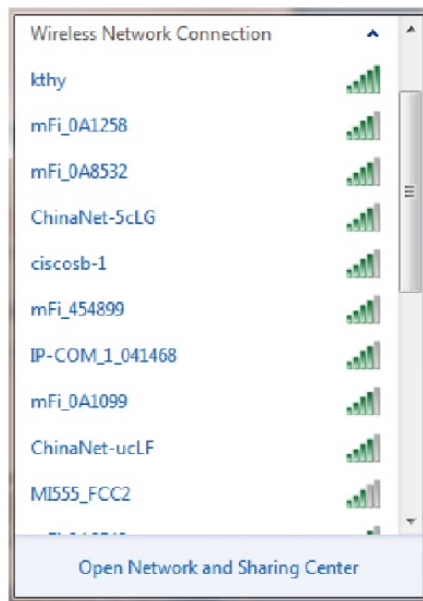 Wireless Network Connection
kthy
mFi_0A1258
mFi_0A8532
ChinaNet-5cLG
ciscosb-1
mFi_454899
IP-COM_1_041468
mFi_0A1099
ChinaNet-ucLF
MI555_FCC2
Open Network and Sharing Center